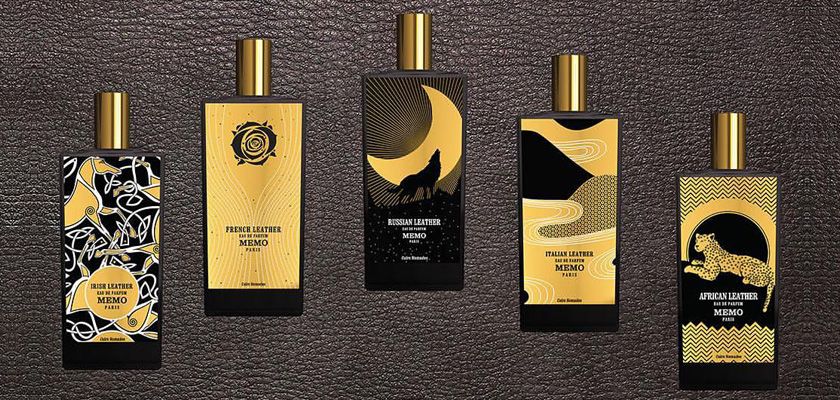 IRISH LEATHER
EAU DE PARFUM
MEMO
PARIS
Cuirs Nomades
FRENCH LEATHER
EAU DE PARFUM
MEMO
PARIS
Cuirs Nomades
RUSSIAN LEATHER
EAU DE PARFUM
MEMO
PARIS
Cuirs Nomades
ITALIAN LEATHER
EAU DE PARFUM
MEMO
PARIS
Cuirs Nomades
AFRICAN LEATHER
EAU DE PARFUM
MEMO
PARIS
Cuirs Nomades